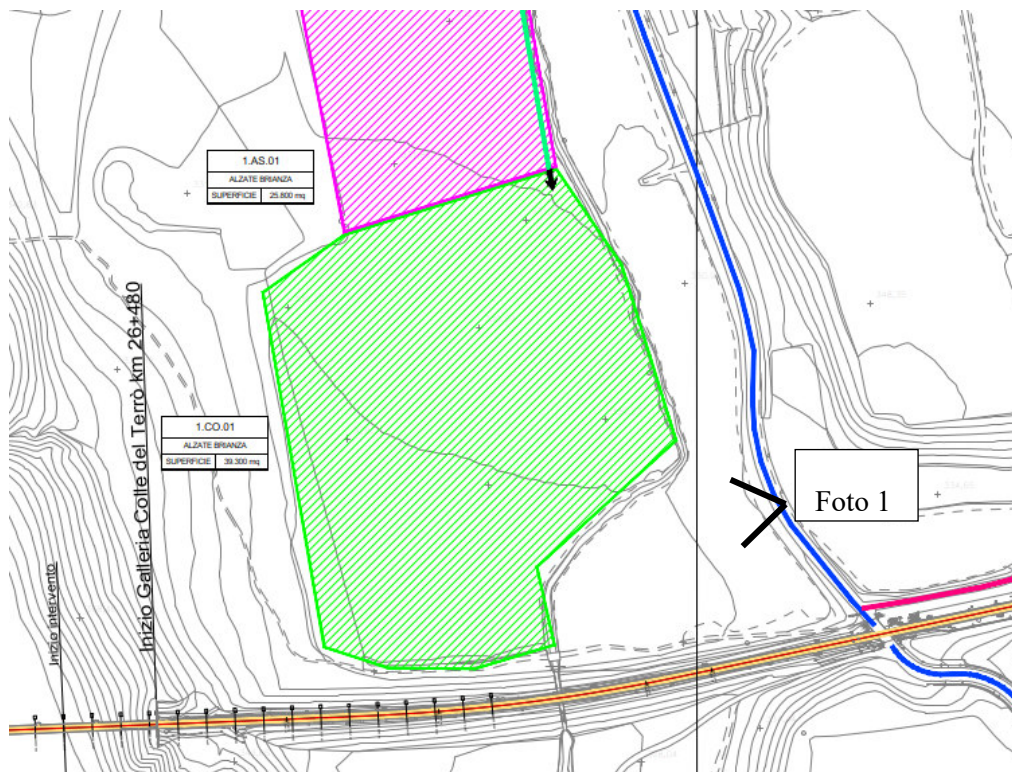 1.AS.01
ALZATE BRIANZA
SUPERFICIE 25.800 mq
1.CO.01
ALZATE BRIANZA
SUPERFICIE 39.300 mq
Inizio intervento
Inizio Galleria Colle del Terrò km 26+480
Foto 1